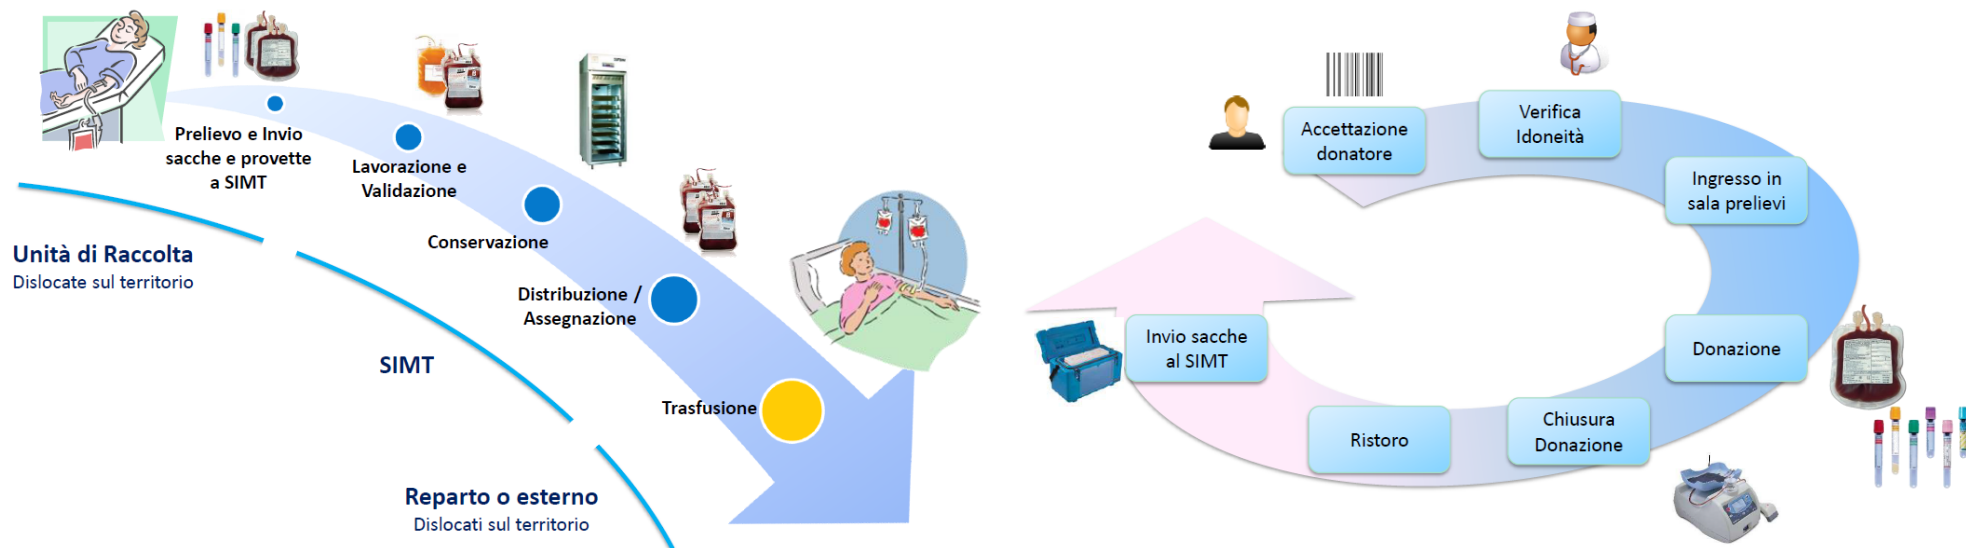 Prelievo e Invio
sacche e provette
a SIMT
Lavorazione e
Validazione
Conservazione
Distribuzione /
Assegnazione
Trasfusione
Unità di Raccolta
Dislocate sul territorio
SIMT
Reparto o esterno
Dislocati sul territorio
Accettazione
donatore
Verifica
Idoneità
Ingresso in
sala prelievi
Donazione
Chiusura
Donazione
Ristoro
Invio sacche
al SIMT